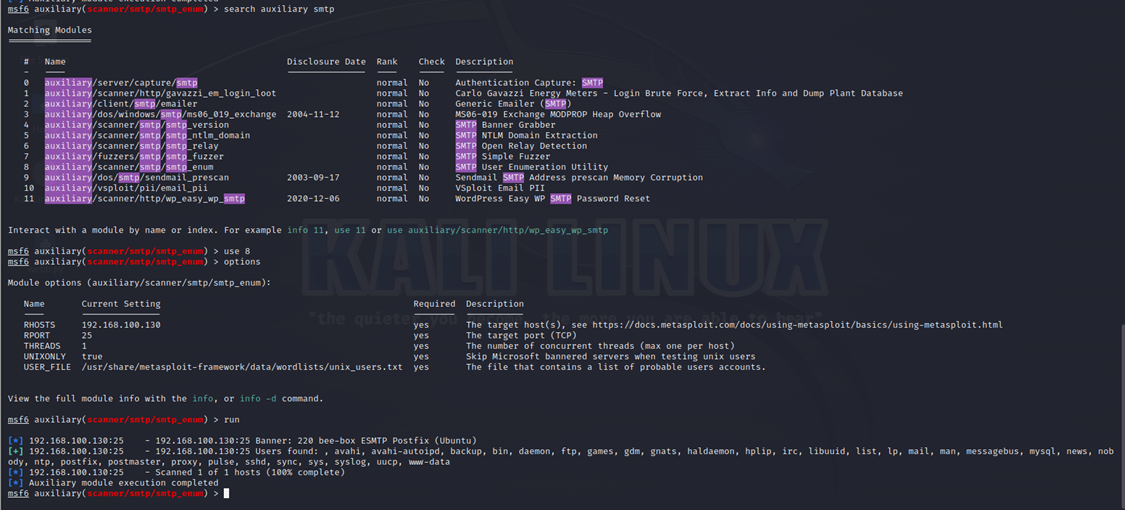 [*] Auxiliary module execution completed
msf6 auxiliary(scanner/smtp/smtp_enum) > search auxiliary smtp
Matching Modules
================
#   Name                                         Disclosure Date  Rank    Check  Description
-   ----                                         ---------------  ----    -----  -----------
0   auxiliary/server/capture/smtp                                 normal  No     Authentication Capture: SMTP
1   auxiliary/scanner/http/gavazzi_em_login_loot                  normal  No     Carlo Gavazzi Energy Meters - Login Brute Force, Extract Info and Dump Plant Database
2   auxiliary/client/smtp/emailer                                 normal  No     Generic Emailer (SMTP)
3   auxiliary/dos/windows/smtp/ms06_019_exchange  2004-11-12      normal  No     MS06-019 Exchange MODPROP Heap Overflow
4   auxiliary/scanner/smtp/smtp_version                           normal  No     SMTP Banner Grabber
5   auxiliary/scanner/smtp/smtp_ntlm_domain                       normal  No     SMTP NTLM Domain Extraction
6   auxiliary/scanner/smtp/smtp_relay                             normal  No     SMTP Open Relay Detection
7   auxiliary/fuzzers/smtp/smtp_fuzzer                            normal  No     SMTP Simple Fuzzer
8   auxiliary/scanner/smtp/smtp_enum                              normal  No     SMTP User Enumeration Utility
9   auxiliary/dos/smtp/sendmail_prescan          2003-09-17       normal  No     Sendmail SMTP Address prescan Memory Corruption
10  auxiliary/vsploit/pii/email_pii                               normal  No     VSploit Email PII
11  auxiliary/scanner/http/wp_easy_wp_smtp       2020-12-06       normal  No     WordPress Easy WP SMTP Password Reset
Interact with a module by name or index. For example info 11, use 11 or use auxiliary/scanner/http/wp_easy_wp_smtp
msf6 auxiliary(scanner/smtp/smtp_enum) > use 8
msf6 auxiliary(scanner/smtp/smtp_enum) > options
KALI LINUX
Module options (auxiliary/scanner/smtp/smtp_enum):
Name       Current Setting                                               Required  Description
----       ---------------                                               --------  -----------
"the quieter you become, the more you are able to hear"
RHOSTS     192.168.100.130                                               yes       The target host(s), see https://docs.metasploit.com/docs/using-metasploit/basics/using-metasploit.html
RPORT      25                                                            yes       The target port (TCP)
THREADS    1                                                             yes       The number of concurrent threads (max one per host)
UNIXONLY   true                                                          yes       Skip Microsoft bannered servers when testing unix users
USER_FILE  /usr/share/metasploit-framework/data/wordlists/unix_users.txt  yes       The file that contains a list of probable users accounts.
View the full module info with the info, or info -d command.
msf6 auxiliary(scanner/smtp/smtp_enum) > run
[*] 192.168.100.130:25    - 192.168.100.130:25 Banner: 220 bee-box ESMTP Postfix (Ubuntu)
[+] 192.168.100.130:25    - 192.168.100.130:25 Users found: , avahi, avahi-autoipd, backup, bin, daemon, ftp, games, gdm, gnats, haldaemon, hplip, irc, libuuid, list, lp, mail, man, messagebus, mysql, news, nob
ody, ntp, postfix, postmaster, proxy, pulse, sshd, sync, sys, syslog, uucp, www-data
[*] 192.168.100.130:25    - Scanned 1 of 1 hosts (100% complete)
[*] Auxiliary module execution completed
msf6 auxiliary(scanner/smtp/smtp_enum) >